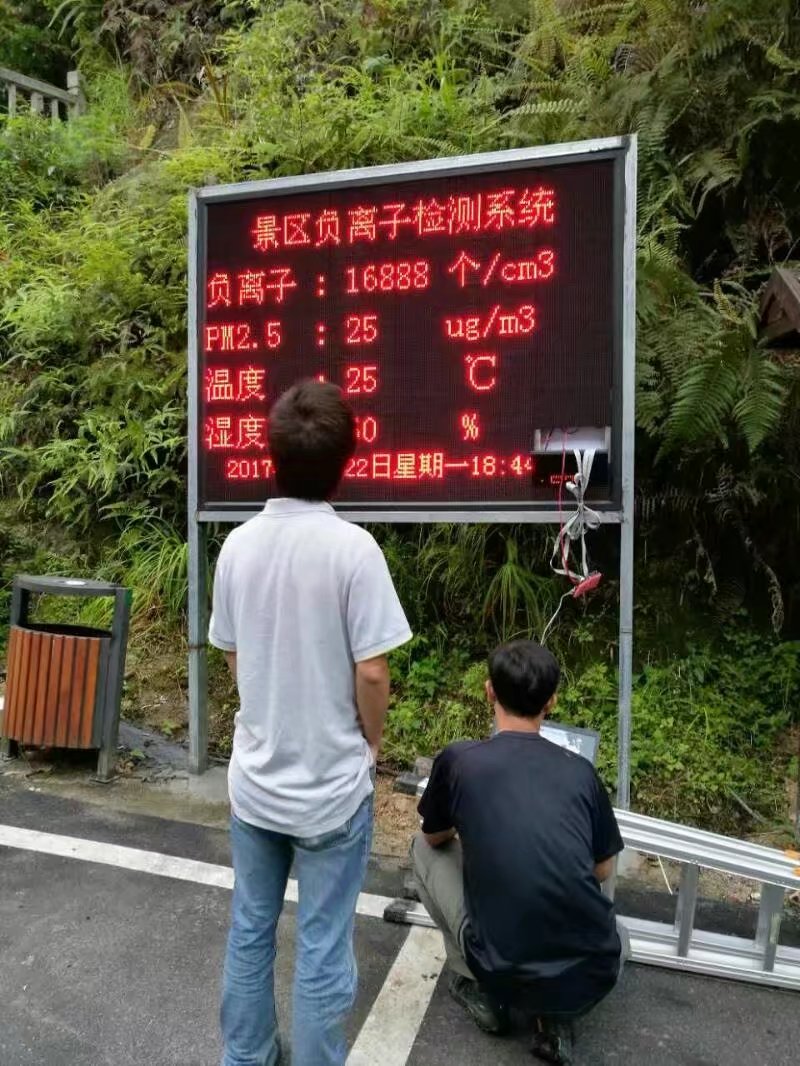 景区负离子检测系统
负离子 : 16888 个/cm3
PM2.5 : 25 ug/m3
温度 : 25 ℃
湿度 0 %
2017 22日星期一18:44